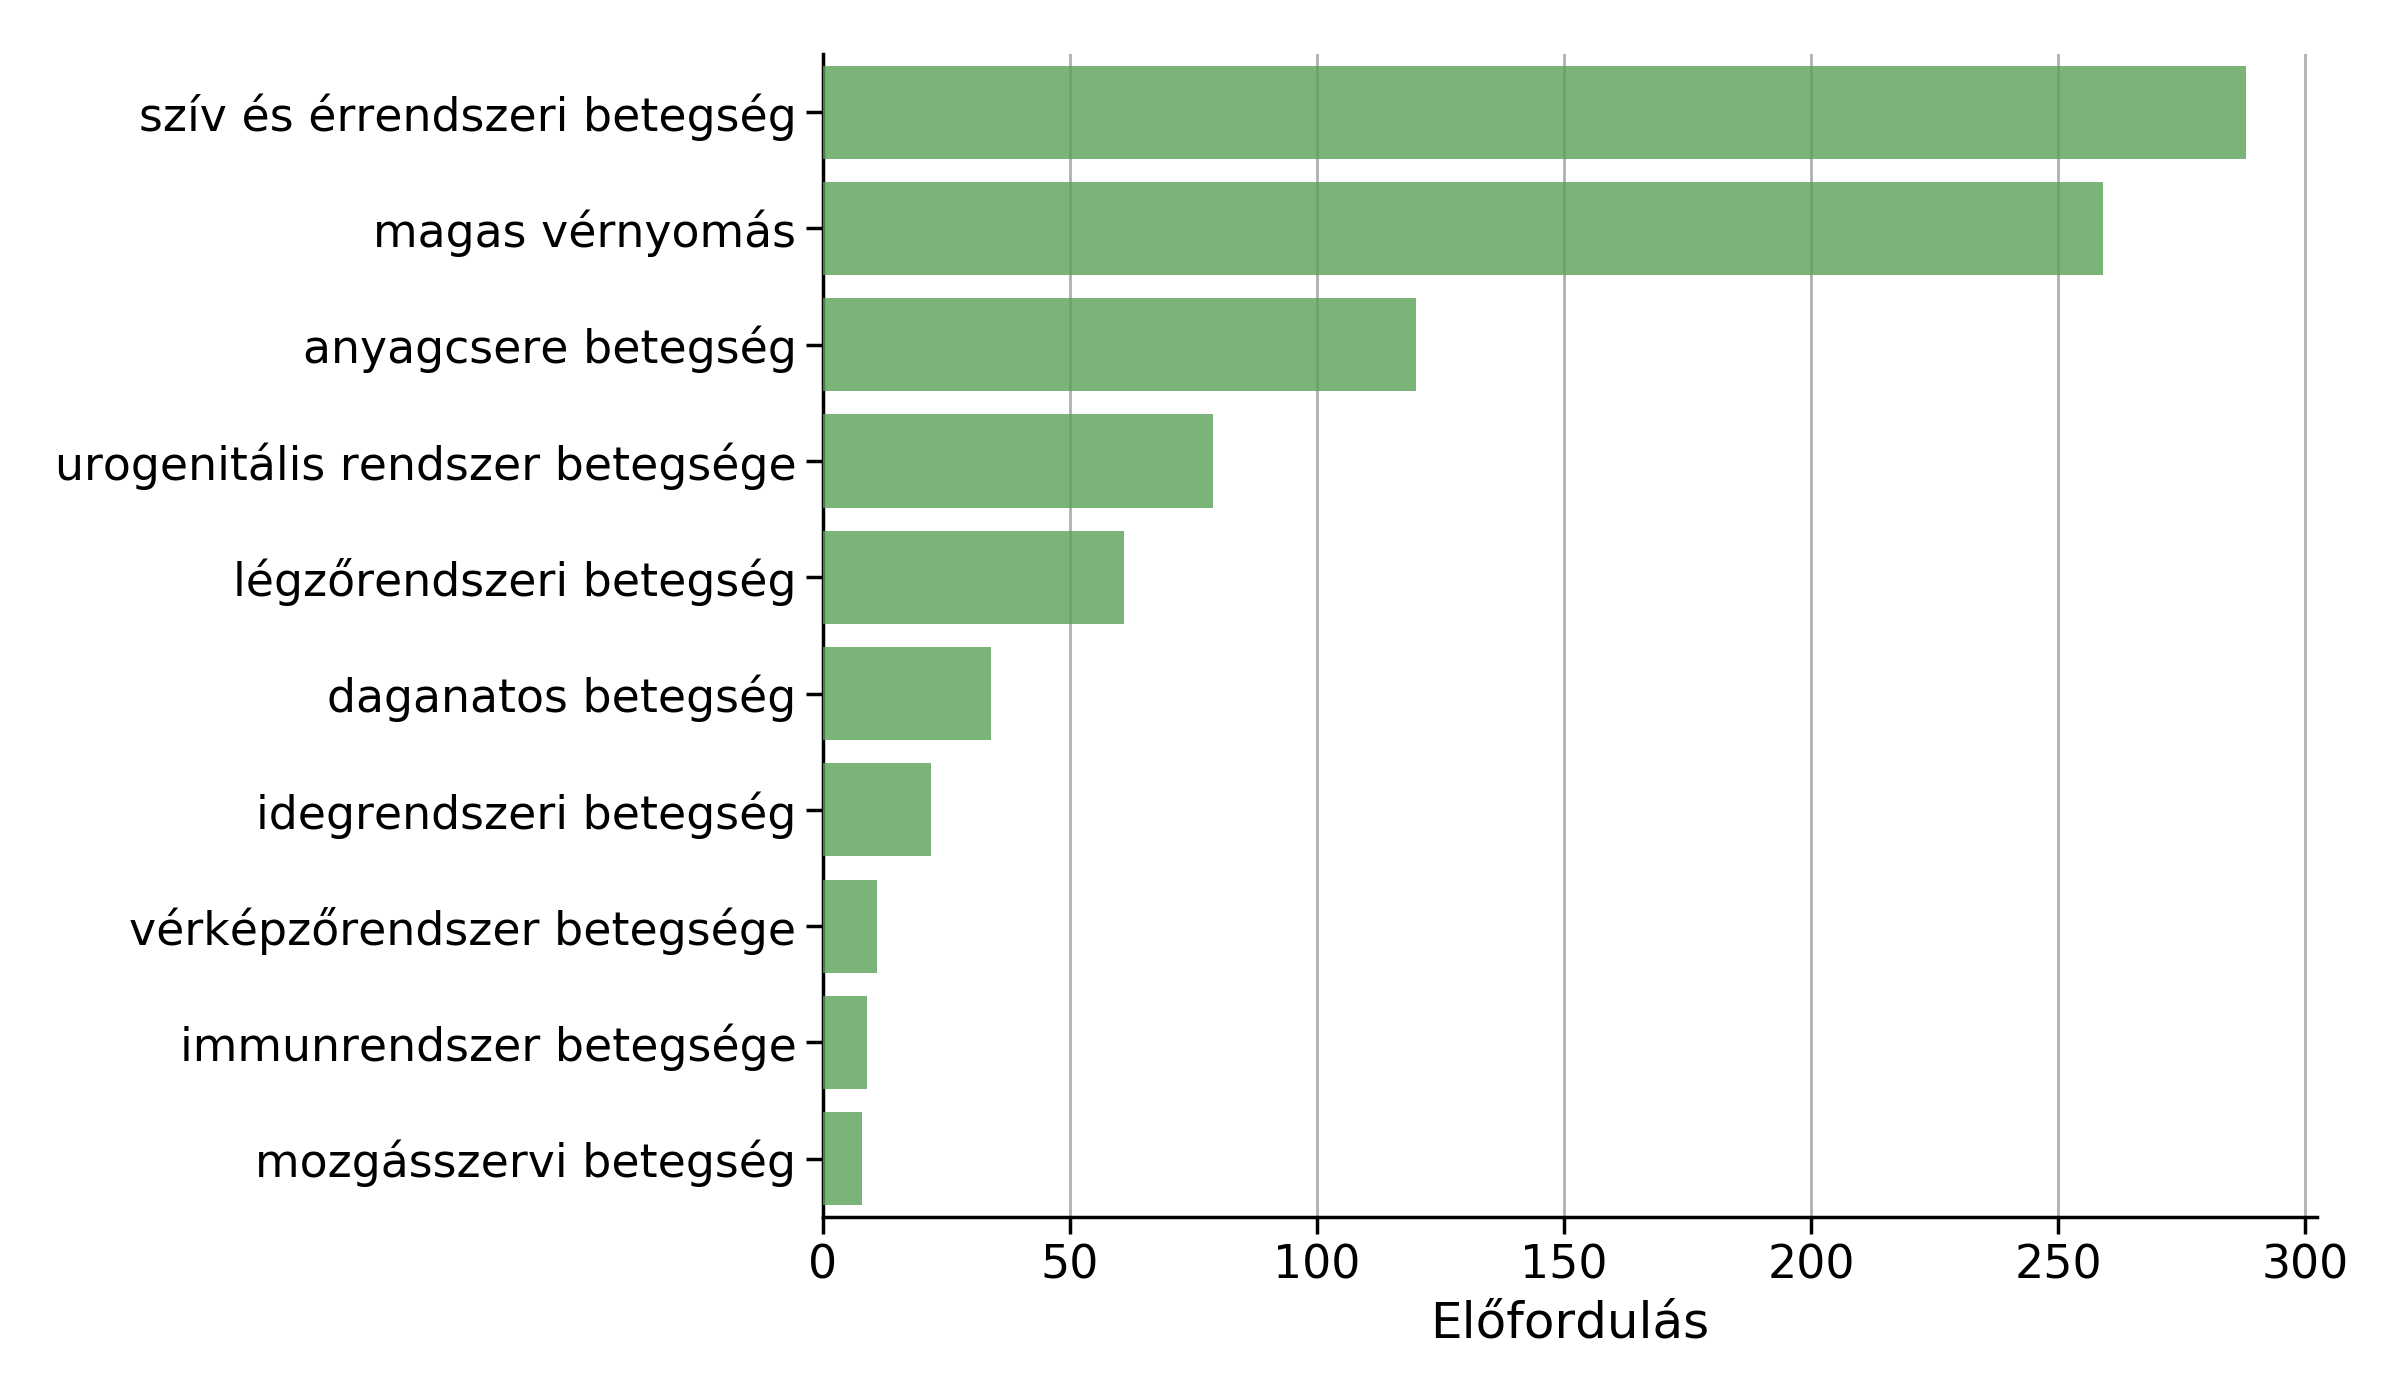 szív és érrendszeri betegség
magas vérnyomás
anyagcsere betegség
urogenitális rendszer betegsége
légzőrendszeri betegség
daganatos betegség
idegrendszeri betegség
vérképzőrendszer betegsége
immunrendszer betegsége
mozgásszervi betegség
0 50 100 150 200 250 300
Előfordulás